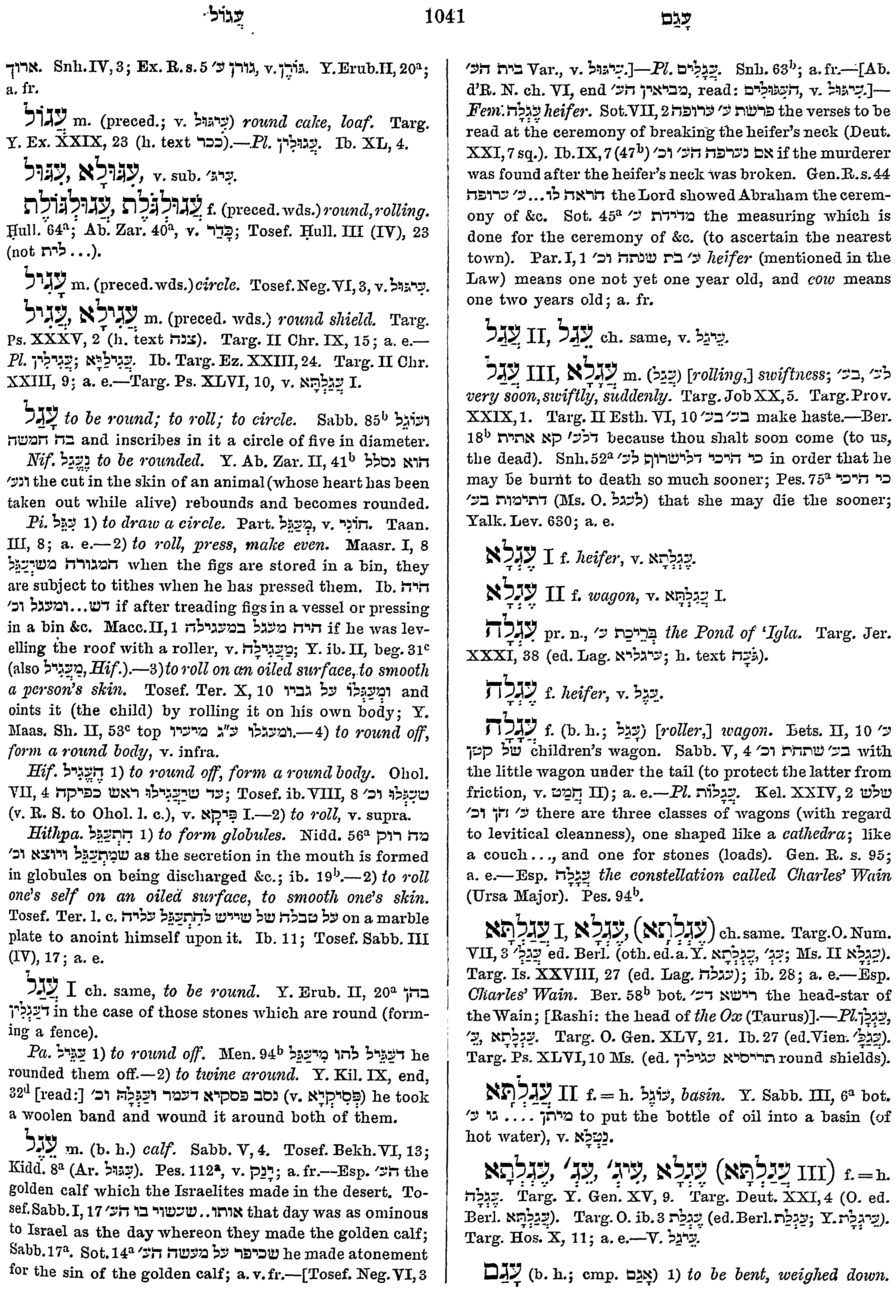 עֲגוֹל· 1041 עָגַם
ארוך. Snh. IV, 3; Ex. R. s. 5 גורן ע׳, v. גּוֹרֶן. Y. Erub. II, 20ᵃ;
a. fr.
עֲגוֹל m. (preced.; v. עִיגּוּל) round cake, loaf. Targ.
Y. Ex. XXIX, 23 (h. text ככר).—Pl. עֲגוּלִין. Ib. XL, 4.
עִגּוּלָא, עִגּוּל, v. sub. עיג׳.
עֲגוּלְגֹּלֶת, עֲגוּלְגוֹלֶת f. (preced. wds.) round, rolling.
Ḥull. 64ᵃ; Ab. Zar. 40ᵃ, v. כָּדַר; Tosef. Ḥull. III (IV), 23
(not לית ...).
עָגִיל m. (preced. wds.) circle. Tosef. Neg. VI, 3, v. עִיגּוּל.
עֲגִילָא, עֲגִיל m. (preced. wds.) round shield. Targ.
Ps. XXXV, 2 (h. text צנה). Targ. II Chr. IX, 15; a. e.—
Pl. עֲגִילִין; עֲגִילַיָּא. Ib. Targ. Ez. XXIII, 24. Targ. II Chr.
XXIII, 9; a. e.—Targ. Ps. XLVI, 10, v. עֲגַלְתָּא I.
עָגַל to be round; to roll; to circle. Sabb. 85ᵇ ועוגל
בה חמשה and inscribes in it a circle of five in diameter.
Nif. נֶעֱגַל to be rounded. Y. Ab. Zar. II, 41ᵇ הוא נסלל
ונע׳ the cut in the skin of an animal (whose heart has been
taken out while alive) rebounds and becomes rounded.
Pi. עִגֵּל 1) to draw a circle. Part. מְעַגֵּל, v. חוֹנִי. Taan.
III, 8; a. e.—2) to roll, press, make even. Maasr. I, 8
המגורה משיְעַגֵּל when the figs are stored in a bin, they
are subject to tithes when he has pressed them. Ib. היה
דש...ומעגל וכ׳ if after treading figs in a vessel or pressing
in a bin &c. Macc. II, 1 היה מעגל במעגילה if he was lev-
elling the roof with a roller, v. מַעֲגִילָה; Y. ib. II, beg. 31ᶜ
(also מַעֲגִיל, Hif.).—3) to roll on an oiled surface, to smooth
a person's skin. Tosef. Ter. X, 10 וּמְעַגְּלוֹ על גביו and
oints it (the child) by rolling it on his own body; Y.
Maas. Sh. II, 53ᶜ top ומעגלו ע״ג מיעיו.—4) to round off,
form a round body, v. infra.
Hif. הֶעֱגִיל 1) to round off, form a round body. Ohol.
VII, 4 עד שיַעֲגִילוּ ראש כפיקה; Tosef. ib. VIII, 8 שעִגְּלוּ וכ׳
(v. R. S. to Ohol. l. c.), v. פִּיקָא I.—2) to roll, v. supra.
Hithpa. הִתְעַגֵּל 1) to form globules. Nidd. 56ᵃ מה רוק
שמִּתְעַגֵּל ויוצא וכ׳ as the secretion in the mouth is formed
in globules on being discharged &c.; ib. 19ᵇ.—2) to roll
one's self on an oiled surface, to smooth one's skin.
Tosef. Ter. l. c. על טבלה של שייש לְהִתְעַגֵּל עליה on a marble
plate to anoint himself upon it. Ib. 11; Tosef. Sabb. III
(IV), 17; a. e.
עֲגַל I ch. same, to be round. Y. Erub. II, 20ᵃ בהן
דעָגְלִין in the case of those stones which are round (form-
ing a fence).
Pa. עַגֵּיל 1) to round off. Men. 94ᵇ דעַגֵּיל להו מִיעַגֵּל he
rounded them off.—2) to twine around. Y. Kil. IX, end,
32ᵈ [read:] נסב פסקיא דעמר ועַגְּלָהּ וכ׳ (v. פְּסִיקְיָא) he took
a woolen band and wound it around both of them.
עֵגֶל m. (b. h.) calf. Sabb. V, 4. Tosef. Bekh. VI, 13;
Kidd. 8ᵃ (Ar. עִגּוּל). Pes. 112ᵃ, v. יָנַק; a. fr.—Esp. הע׳ the
golden calf which the Israelites made in the desert. To-
sef. Sabb. I, 17 אותו..שעשוי בו הע׳ that day was as ominous
to Israel as the day whereon they made the golden calf;
Sabb. 17ᵃ. Sot. 14ᵃ שכיפר על מעשה הע׳ he made atonement
for the sin of the golden calf; a. v. fr.—[Tosef. Neg. VI, 3
בית הע׳ Var., v. עִיגּוּל.]—Pl. עֲגָלִים. Snh. 63ᵇ; a. fr.—[Ab.
d'R. N. ch. VI, end מביאין הע׳, read: העִגּוּלִים, v. עִיגּוּל.]—
Fem. עֶגְלָה heifer. Sot. VII, 2 פרשת ע׳ ערופה the verses to be
read at the ceremony of breaking the heifer's neck (Deut.
XXI, 7 sq.). Ib. IX, 7 (47ᵇ) אם נערפה הע׳ וכ׳ if the murderer
was found after the heifer's neck was broken. Gen. R. s. 44
הראה לו...ע׳ ערופה the Lord showed Abraham the cerem-
ony of &c. Sot. 45ᵃ מדידת ע׳ the measuring which is
done for the ceremony of &c. (to ascertain the nearest
town). Par. I, 1 ע׳ בת שנתה וכ׳ heifer (mentioned in the
Law) means one not yet one year old, and cow means
one two years old; a. fr.
עֲגַל II, עֵגֶל ch. same, v. עֵיגֶל.
עֲגַל III, עֲגָלָא m. (עֲגַל) [rolling,] swiftness; בע׳, לע׳
very soon, swiftly, suddenly. Targ. Job XX, 5. Targ. Prov.
XXIX, 1. Targ. II Esth. VI, 10 בע׳ בע׳ make haste.—Ber.
18ᵇ דלע׳ קא אתית because thou shalt soon come (to us,
the dead). Snh. 52ᵃ כי היכי דלישרוף לע׳ in order that he
may be burnt to death so much sooner; Pes. 75ᵃ כי היכי
דתימות בע׳ (Ms. O. לעגל) that she may die the sooner;
Yalk. Lev. 630; a. e.
עֶגְלָא I f. heifer, v. עֶגְלְתָא.
עֶגְלָא II f. wagon, v. עֲגַלְתָּא I.
עֶגְלָה pr. n., בְּרֵיכַת ע׳ the Pond of ‘Igla. Targ. Jer.
XXXI, 38 (ed. Lag. עיגליא; h. text גֹּעָה).
עֶגְלָה f. heifer, v. עֵגֶל.
עֲגָלָה f. (b. h.; עָגַל) [roller,] wagon. Bets. II, 10 ע׳
של קטן children's wagon. Sabb. V, 4 בע׳ שתחת וכ׳ with
the little wagon under the tail (to protect the latter from
friction, v. חָמַט II); a. e.—Pl. עֲגָלוֹת. Kel. XXIV, 2 שלש
ע׳ הן וכ׳ there are three classes of wagons (with regard
to levitical cleanness), one shaped like a cathedra; like
a couch..., and one for stones (loads). Gen. R. s. 95;
a. e.—Esp. עֲגָלָה the constellation called Charles' Wain
(Ursa Major). Pes. 94ᵇ.
עֲגַלְתָּא I, עֶגְלָא, (עֶגְלְתָא) ch. same. Targ. O. Num.
VII, 3 עֲגָל׳ ed. Berl. (oth. ed. a. Y. עֶגְלָתָא, עג׳; Ms. II עֲגַלְּא).
Targ. Is. XXVIII, 27 (ed. Lag. עגלה); ib. 28; a. e.—Esp.
Charles' Wain. Ber. 58ᵇ bot. רישא דע׳ the head-star of
the Wain; [Rashi: the head of the Ox (Taurus)].—Pl. עֶגְלָן,
עֶגְלָתָא, ע׳. Targ. O. Gen. XLV, 21. Ib. 27 (ed. Vien. עֲגָל׳).
Targ. Ps. XLVI, 10 Ms. (ed. תריסיא עגילין round shields).
עֲגַלְתָּא II f. = h. עוֹגֶל, basin. Y. Sabb. III, 6ᵃ bot.
מיתן .... גו ע׳ to put the bottle of oil into a basin (of
hot water), v. נַטְלָא.
(עֲגַלְתָּא III) עֶגְלָא, עִיג׳, עִג׳, עֶגְלְתָא f. = h.
עֶגְלָה. Targ. Y. Gen. XV, 9. Targ. Deut. XXI, 4 (O. ed.
Berl. עֲגַלְתָּא). Targ. O. ib. 3 עֶגְלַת (ed. Berl. עֲגָלַת; Y. עִיגְלַת).
Targ. Hos. X, 11; a. e.—V. עֵיגֶל.
עָגַם (b. h.; cmp. אָגַם) 1) to be bent, weighed down.